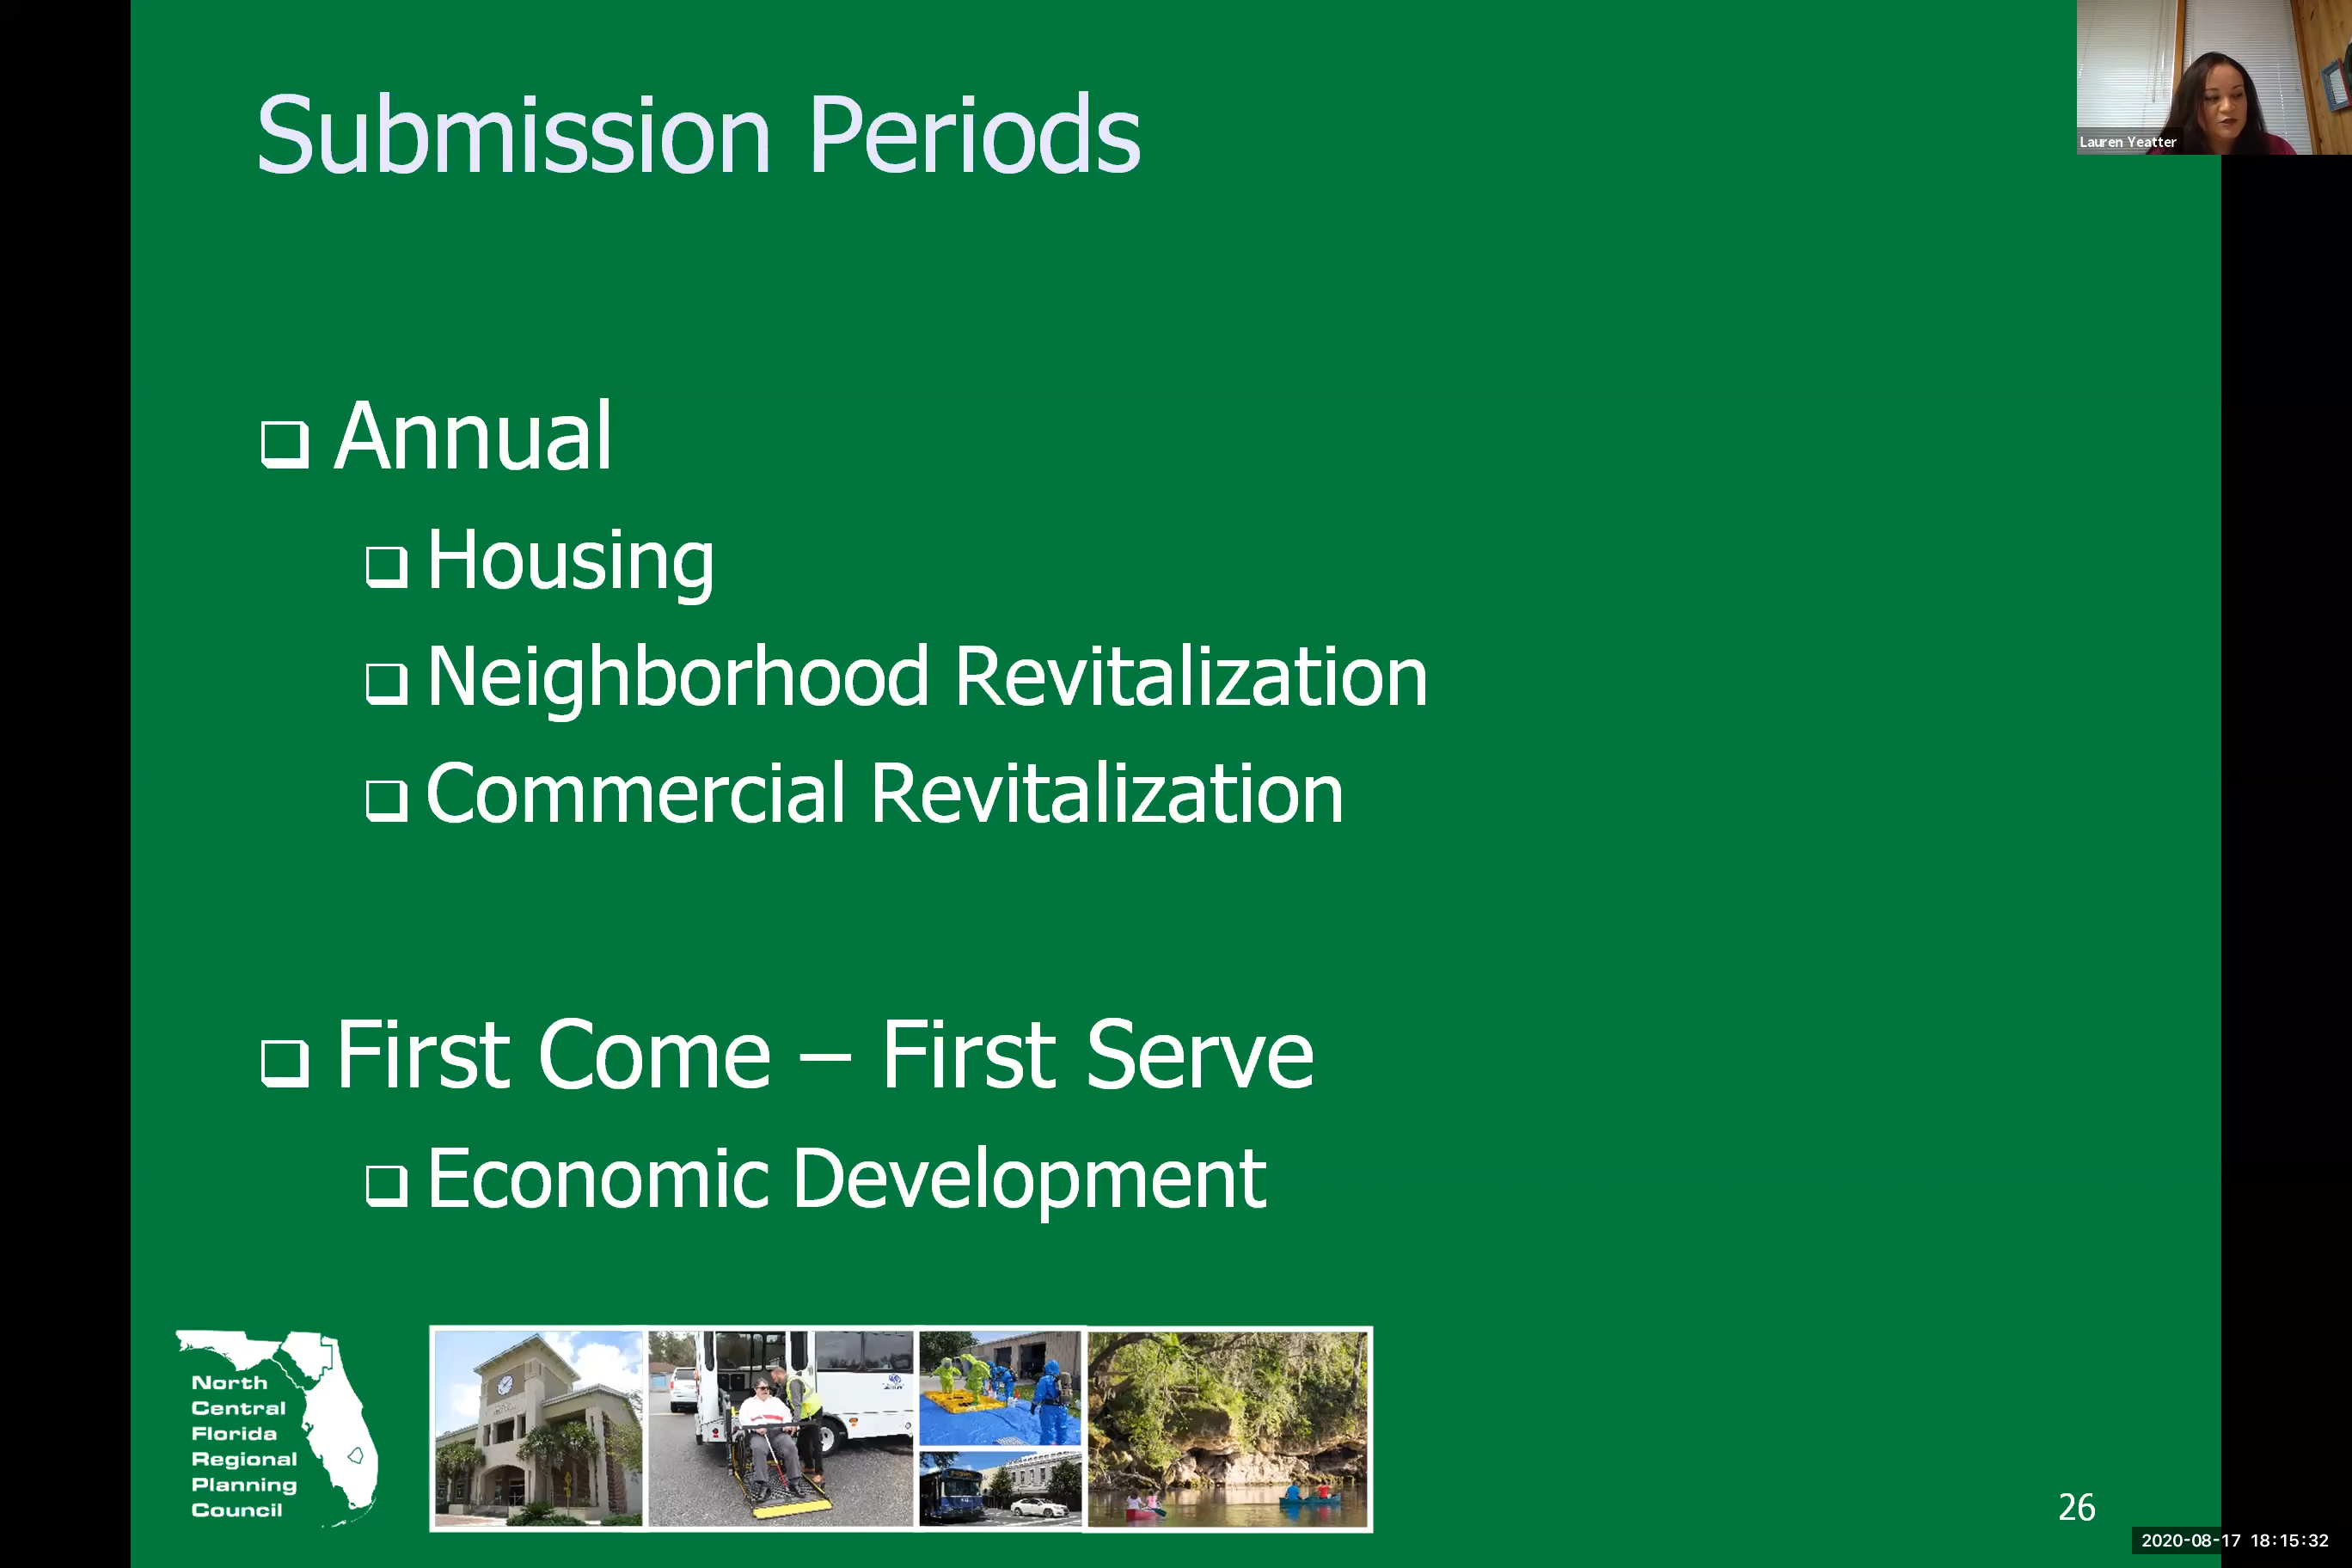 Submission Periods
Lauren Yeatter
Annual
Housing
Neighborhood Revitalization
Commercial Revitalization
First Come – First Serve
Economic Development
North
Central
Florida
Regional
Planning
Council
26
2020-08-17 18:15:32